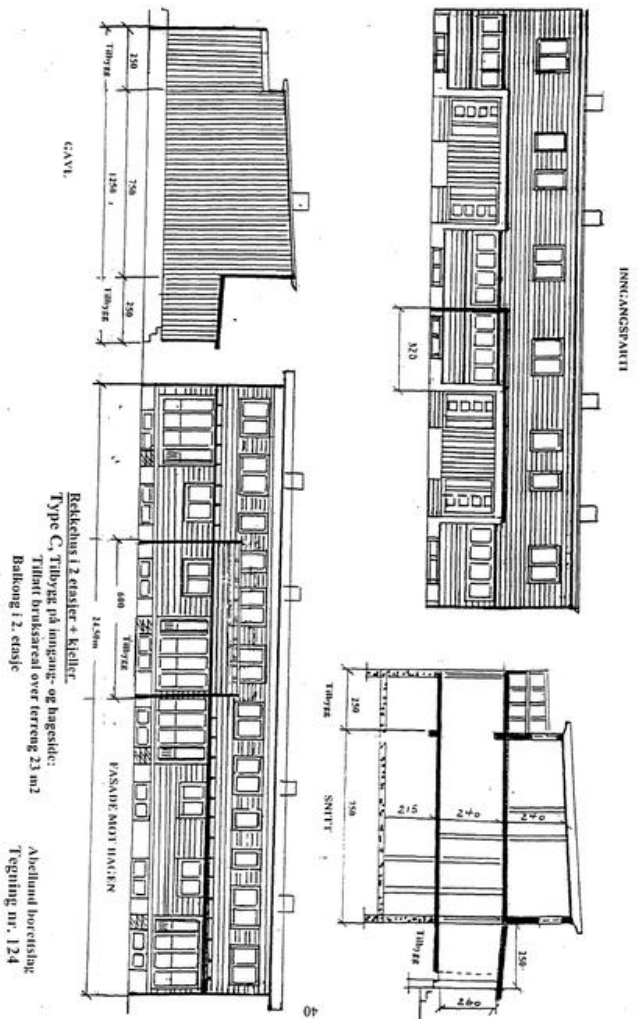 INNGANGSPARTI
320
250
Tilbygg
750
1250
250
Tilbygg
GAVL
Tilbygg
250
750
SNITT
215
240
240
250
Tilbygg
260
600
Tilbygg
24,50m
FASADE MOT HAGEN
Rekkehus i 2 etasjer + kjeller.
Type C, Tilbygg på inngang- og hageside:
Tillatt bruksareal over terreng 23 m2
Balkong i 2. etasje
Abellund borettslag
Tegning nr. 124
40